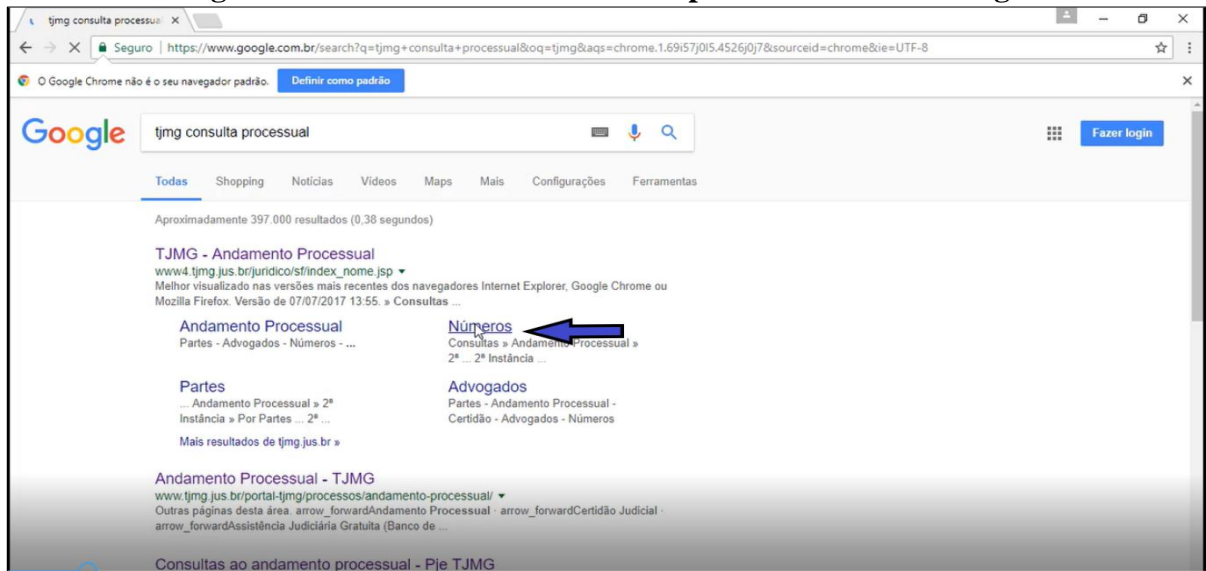 tjmg consulta processual
Seguro | https://www.google.com.br/search?q=tjmg+consulta+processual&oq=tjmg&aqs=chrome.1.69i57j0l5.4526j0j7&sourceid=chrome&ie=UTF-8
O Google Chrome não é o seu navegador padrão. Definir como padrão
Google tjmg consulta processual Fazer login
Todas Shopping Notícias Vídeos Maps Mais Configurações Ferramentas
Aproximadamente 397.000 resultados (0,38 segundos)
TJMG - Andamento Processual
www4.tjmg.jus.br/juridico/sf/index_nome.jsp
Melhor visualizado nas versões mais recentes dos navegadores Internet Explorer, Google Chrome ou
Mozilla Firefox. Versão de 07/07/2017 13:55. » Consultas ...
Andamento Processual
Partes - Advogados - Números - ...
Números
Consultas » Andamento Processual »
2ª ... 2ª Instância ...
Partes
... Andamento Processual » 2ª
Instância » Por Partes ... 2ª ...
Advogados
Partes - Andamento Processual -
Certidão - Advogados - Números
Mais resultados de tjmg.jus.br »
Andamento Processual - TJMG
www.tjmg.jus.br/portal-tjmg/processos/andamento-processual/
Outras páginas desta área. arrow_forwardAndamento Processual · arrow_forwardCertidão Judicial ·
arrow_forwardAssistência Judiciária Gratuita (Banco de ...
Consultas ao andamento processual - Pje TJMG